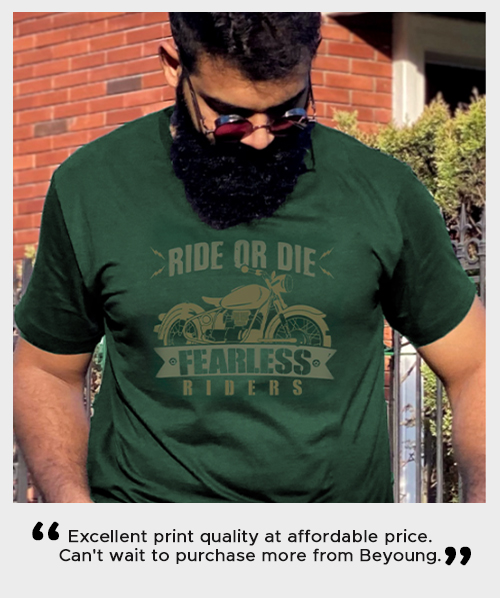 RIDE OR DIE
FEARLESS
RIDERS
“ Excellent print quality at affordable price.
Can't wait to purchase more from Beyoung. ”